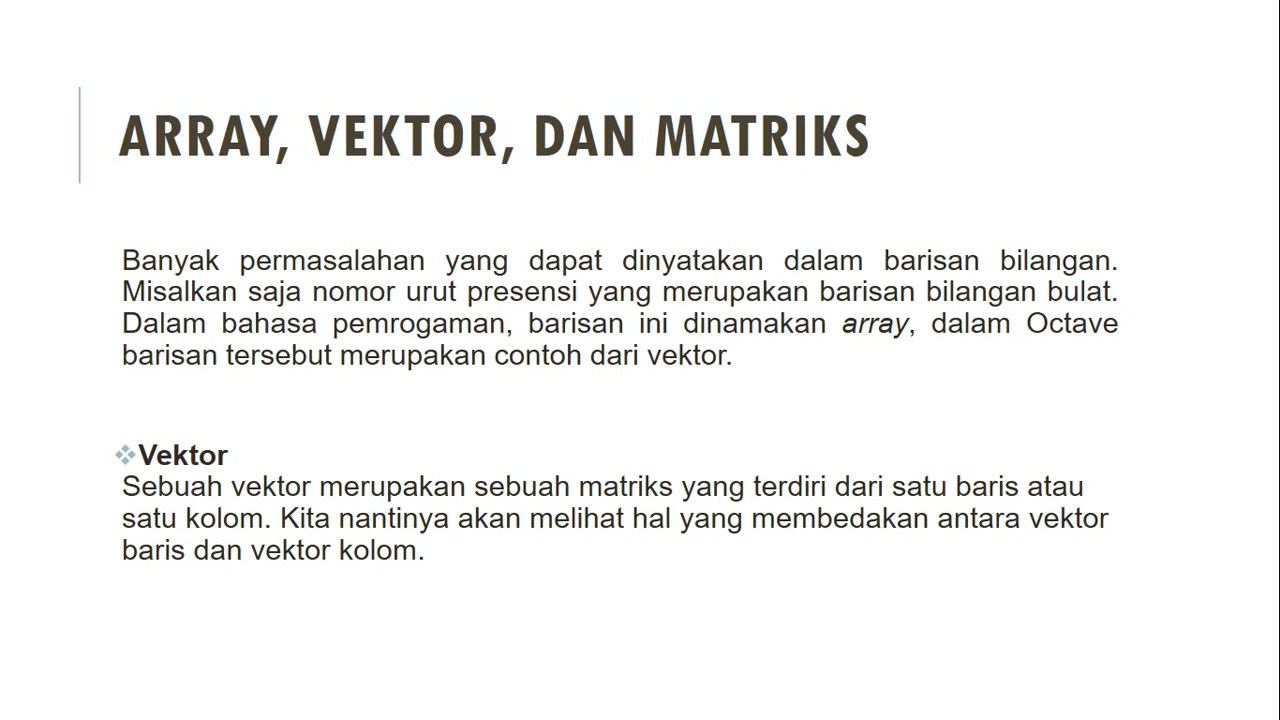 ARRAY, VEKTOR, DAN MATRIKS
Banyak permasalahan yang dapat dinyatakan dalam barisan bilangan.
Misalkan saja nomor urut presensi yang merupakan barisan bilangan bulat.
Dalam bahasa pemrogaman, barisan ini dinamakan array, dalam Octave
barisan tersebut merupakan contoh dari vektor.
❖Vektor
Sebuah vektor merupakan sebuah matriks yang terdiri dari satu baris atau
satu kolom. Kita nantinya akan melihat hal yang membedakan antara vektor
baris dan vektor kolom.